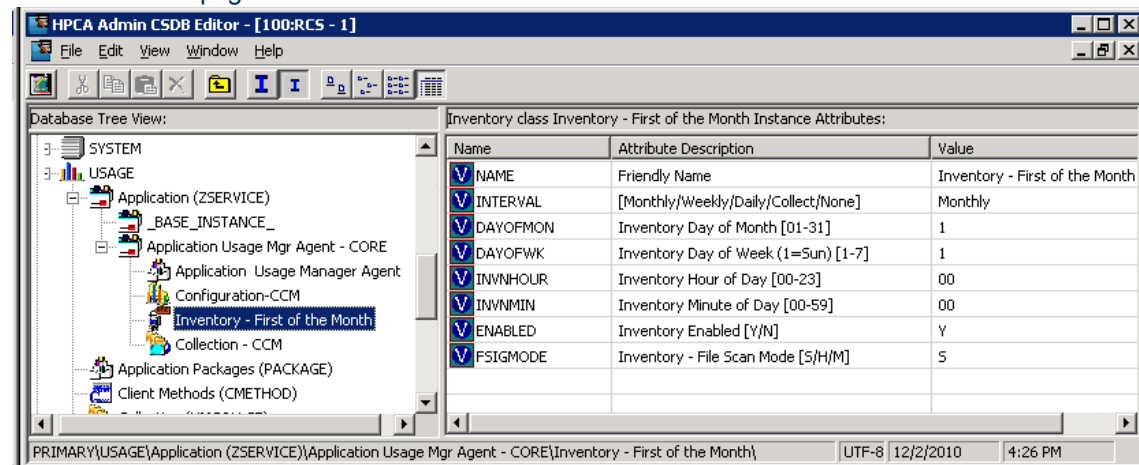 pag
HPCA Admin CSDB Editor - [100:RCS - 1]
File Edit View Window Help
Database Tree View:
Inventory class Inventory - First of the Month Instance Attributes:
SYSTEM
USAGE
Application (ZSERVICE)
_BASE_INSTANCE_
Application Usage Mgr Agent - CORE
Application Usage Manager Agent
Configuration-CCM
Inventory - First of the Month
Collection - CCM
Application Packages (PACKAGE)
Client Methods (CMETHOD)
Name Attribute Description Value
V NAME Friendly Name Inventory - First of the Month
V INTERVAL [Monthly/Weekly/Daily/Collect/None] Monthly
V DAYOFMON Inventory Day of Month [01-31] 1
V DAYOFWK Inventory Day of Week (1=Sun) [1-7] 1
V INVNHOUR Inventory Hour of Day [00-23] 00
V INVNMIN Inventory Minute of Day [00-59] 00
V ENABLED Inventory Enabled [Y/N] Y
V FSIGMODE Inventory - File Scan Mode [S/H/M] S
PRIMARY\USAGE\Application (ZSERVICE)\Application Usage Mgr Agent - CORE\Inventory - First of the Month\ UTF-8 12/2/2010 4:26 PM